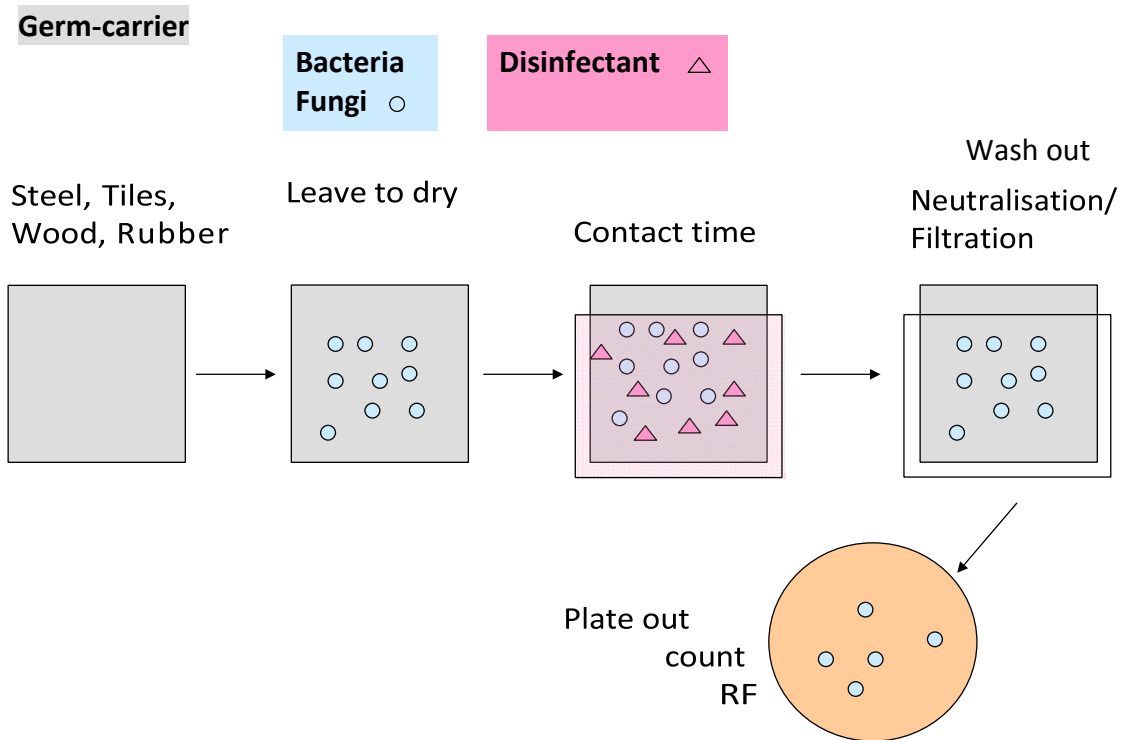 Germ-carrier
Bacteria
Fungi
Disinfectant
Steel, Tiles,
Wood, Rubber
Leave to dry
Contact time
Wash out
Neutralisation/
Filtration
Plate out
count
RF